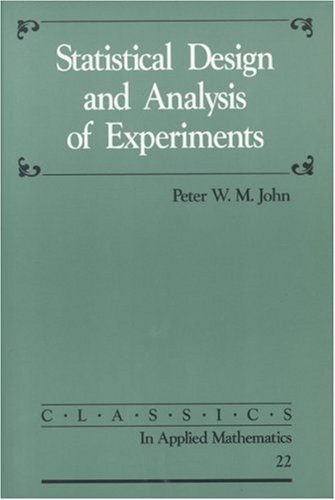 Statistical Design
and Analysis
of Experiments
Peter W. M. John
C·L·A·S·S·I·C·S
In Applied Mathematics
22